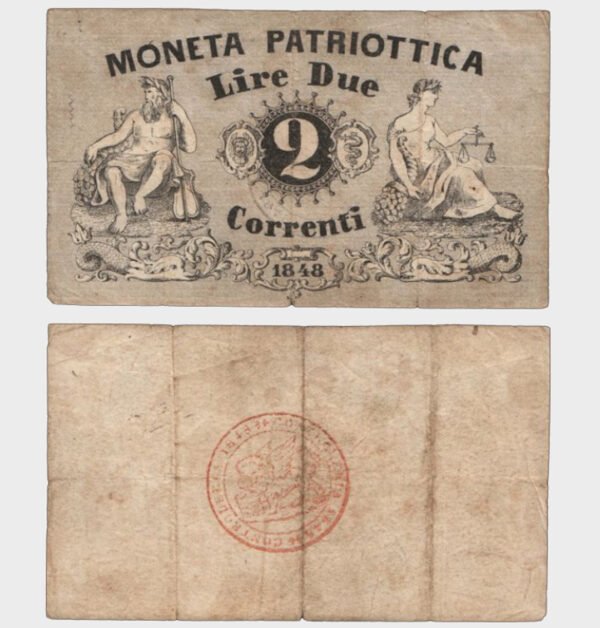 MONETA PATRIOTTICA
Lire Due
2
Correnti
1848